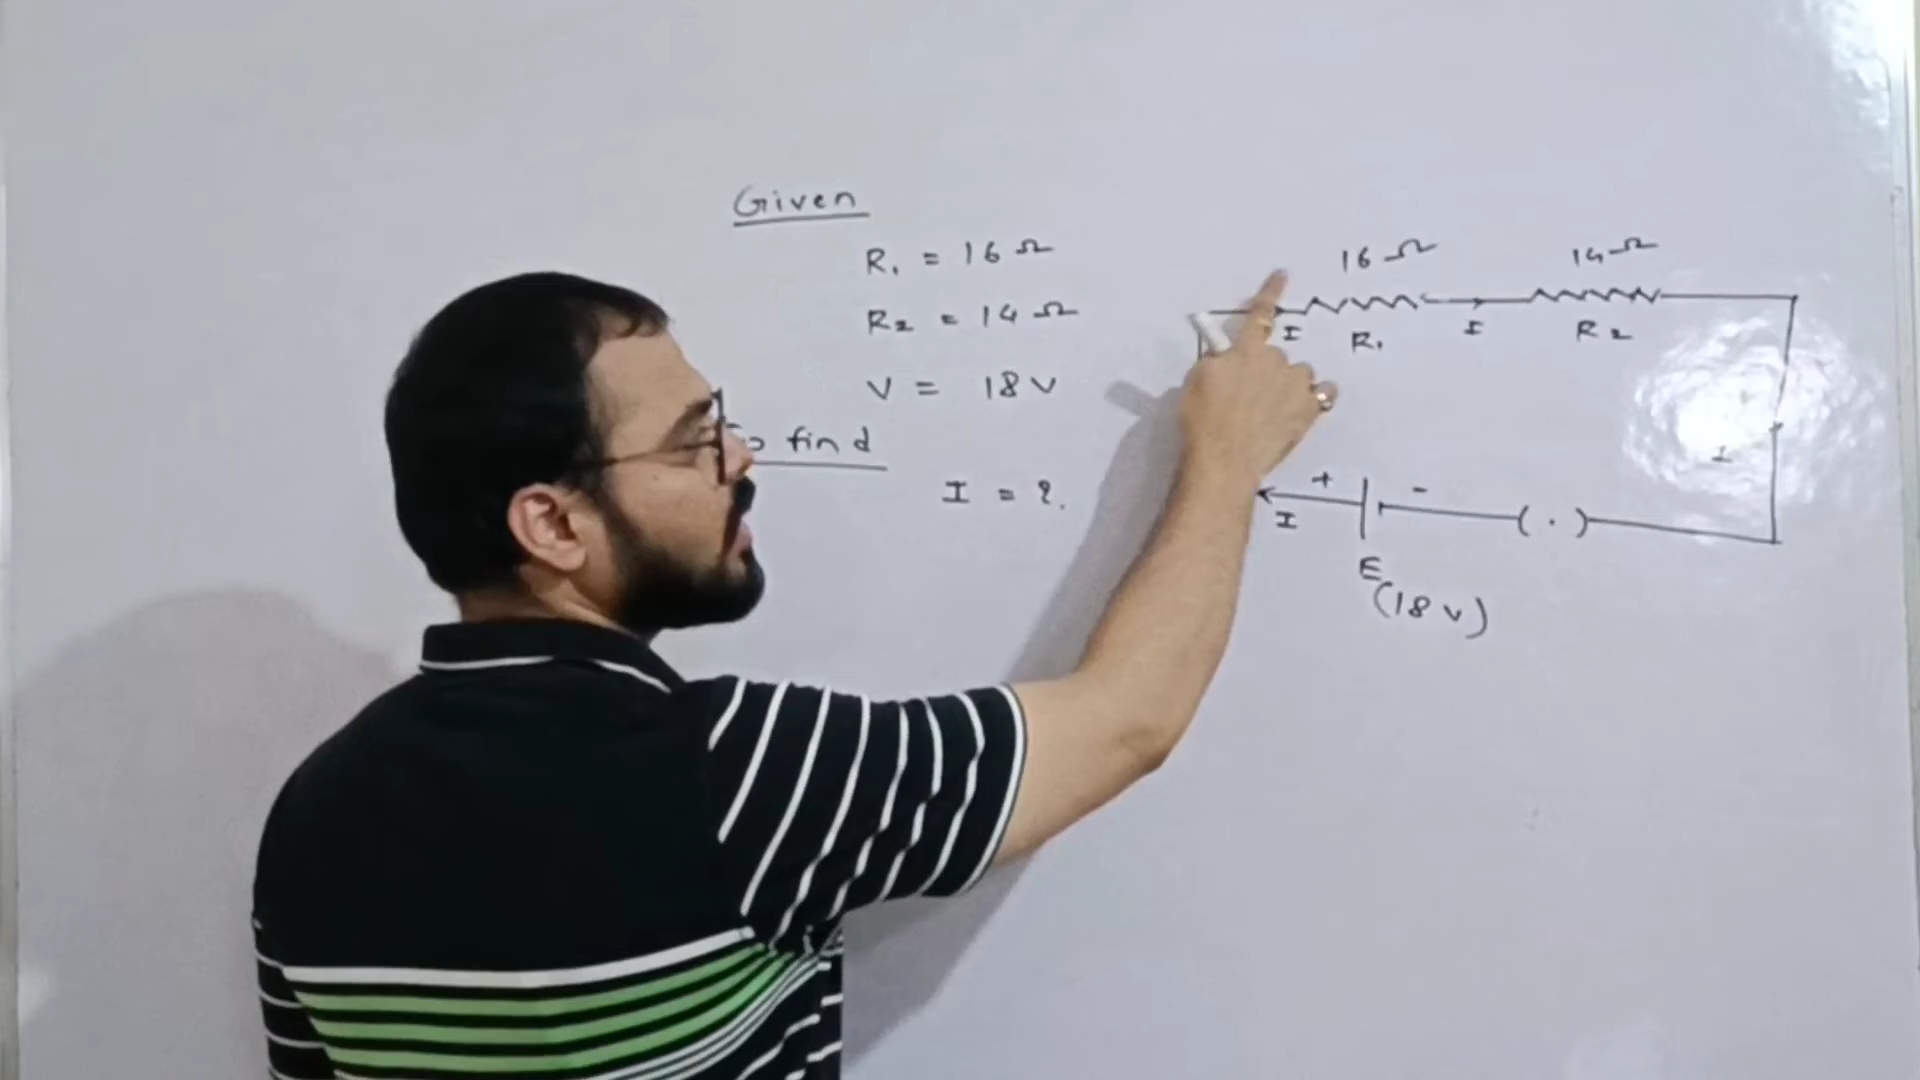 Given
R₁ = 16 Ω
R₂ = 14 Ω
V = 18 V
To find
I = ?.
16 Ω 14 Ω
I R₁ I R₂
I
+ -
I ( . )
E
(18 V)